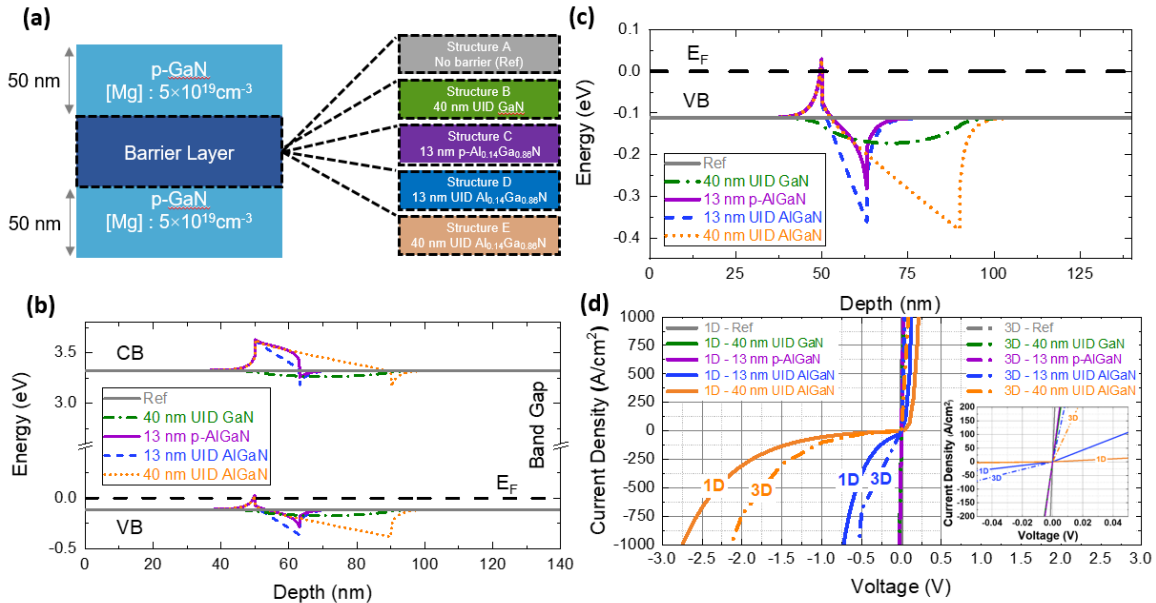 (a)
50 nm
p-GaN
[Mg] : 5×10¹⁹cm⁻³
Barrier Layer
50 nm
p-GaN
[Mg] : 5×10¹⁹cm⁻³
Structure A
No barrier (Ref)
Structure B
40 nm UID GaN
Structure C
13 nm p-Al₀.₁₄Ga₀.₈₆N
Structure D
13 nm UID Al₀.₁₄Ga₀.₈₆N
Structure E
40 nm UID Al₀.₁₄Ga₀.₈₆N
(b)
Energy (eV)
3.5
3.3
0.0
-0.5
CB
Ref
40 nm UID GaN
13 nm p-AlGaN
13 nm UID AlGaN
40 nm UID AlGaN
Band Gap
E_F
VB
0 20 40 60 80 100 120 140
Depth (nm)
(c)
Energy (eV)
0.1
0.0
-0.1
-0.2
-0.3
-0.4
E_F
VB
Ref
40 nm UID GaN
13 nm p-AlGaN
13 nm UID AlGaN
40 nm UID AlGaN
0 25 50 75 100 125
Depth (nm)
(d)
Current Density (A/cm²)
1000
750
500
250
0
-250
-500
-750
-1000
1D - Ref
1D - 40 nm UID GaN
1D - 13 nm p-AlGaN
1D - 13 nm UID AlGaN
1D - 40 nm UID AlGaN
3D - Ref
3D - 40 nm UID GaN
3D - 13 nm p-AlGaN
3D - 13 nm UID AlGaN
3D - 40 nm UID AlGaN
1D
3D
1D
3D
Current Density (A/cm²)
200
150
100
50
0
-50
-100
-150
-200
3D
1D
1D
3D
-0.04 -0.02 0.00 0.02 0.04
Voltage (V)
-3.0 -2.5 -2.0 -1.5 -1.0 -0.5 0.0 0.5 1.0 1.5 2.0 2.5 3.0
Voltage (V)